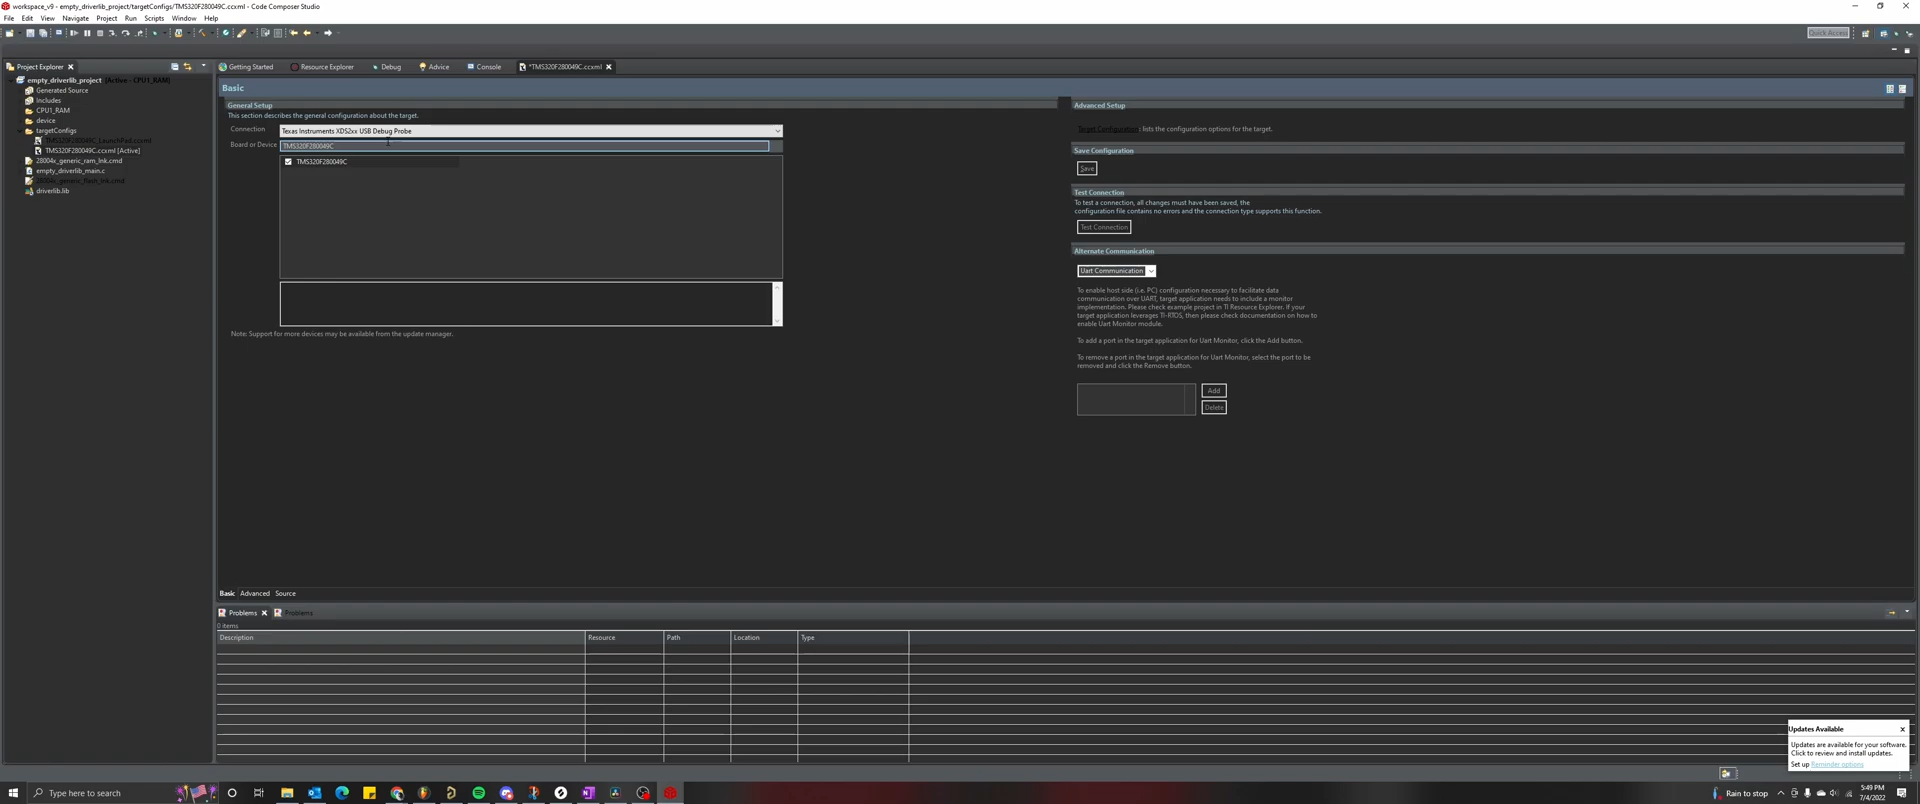 workspace_v9 - empty_driverlib_project/targetConfigs/TMS320F280049C.ccxml - Code Composer Studio
File Edit View Navigate Project Run Scripts Window Help
Quick Access
Project Explorer
Getting Started Resource Explorer Debug Advice Console *TMS320F280049C.ccxml
empty_driverlib_project [Active - CPU1_RAM]
Generated Source
Includes
CPU1_RAM
device
targetConfigs
TMS320F280049C_LaunchPad.ccxml
TMS320F280049C.ccxml [Active]
28004x_generic_ram_lnk.cmd
empty_driverlib_main.c
28004x_generic_flash_lnk.cmd
driverlib.lib
Basic
General Setup
This section describes the general configuration about the target.
Connection Texas Instruments XDS2xx USB Debug Probe
Board or Device TMS320F280049C
TMS320F280049C
Note: Support for more devices may be available from the update manager.
Advanced Setup
Target Configuration: lists the configuration options for the target.
Save Configuration
Save
Test Connection
To test a connection, all changes must have been saved, the
configuration file contains no errors and the connection type supports this function.
Test Connection
Alternate Communication
Uart Communication
To enable host side (i.e. PC) configuration necessary to facilitate data
communication over UART, target application needs to include a monitor
implementation. Please check example project in TI Resource Explorer. If your
target application leverages TI-RTOS, then please check documentation on how to
enable Uart Monitor module.
To add a port in the target application for Uart Monitor, click the Add button.
To remove a port in the target application for Uart Monitor, select the port to be
removed and click the Remove button.
Add
Delete
Basic Advanced Source
Problems Problems
0 items
Description Resource Path Location Type
Updates Available
Updates are available for your software.
Click to review and install updates.
Set up Reminder options
Type here to search
Rain to stop
5:49 PM
7/4/2022